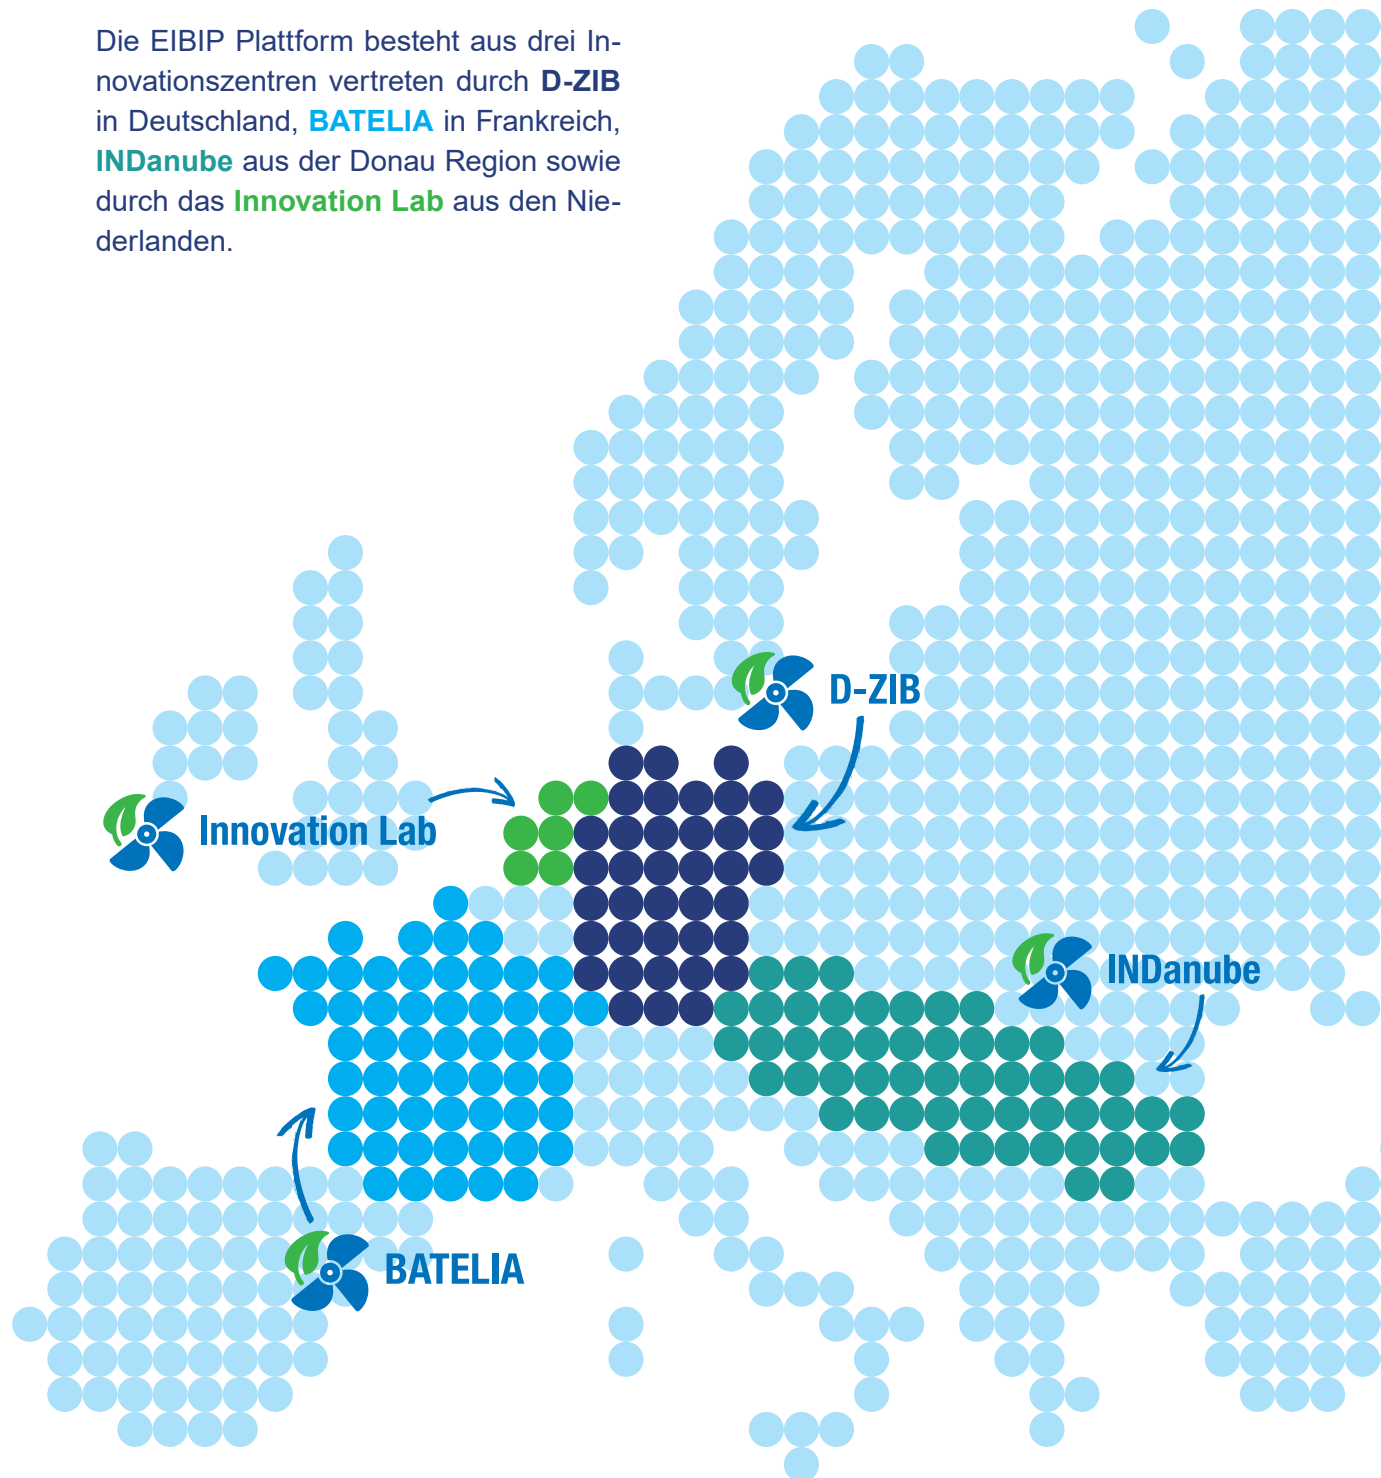 Die EIBIP Plattform besteht aus drei In-
novationszentren vertreten durch D-ZIB
in Deutschland, BATELIA in Frankreich,
INDanube aus der Donau Region sowie
durch das Innovation Lab aus den Nie-
derlanden.
D-ZIB
Innovation Lab
INDanube
BATELIA